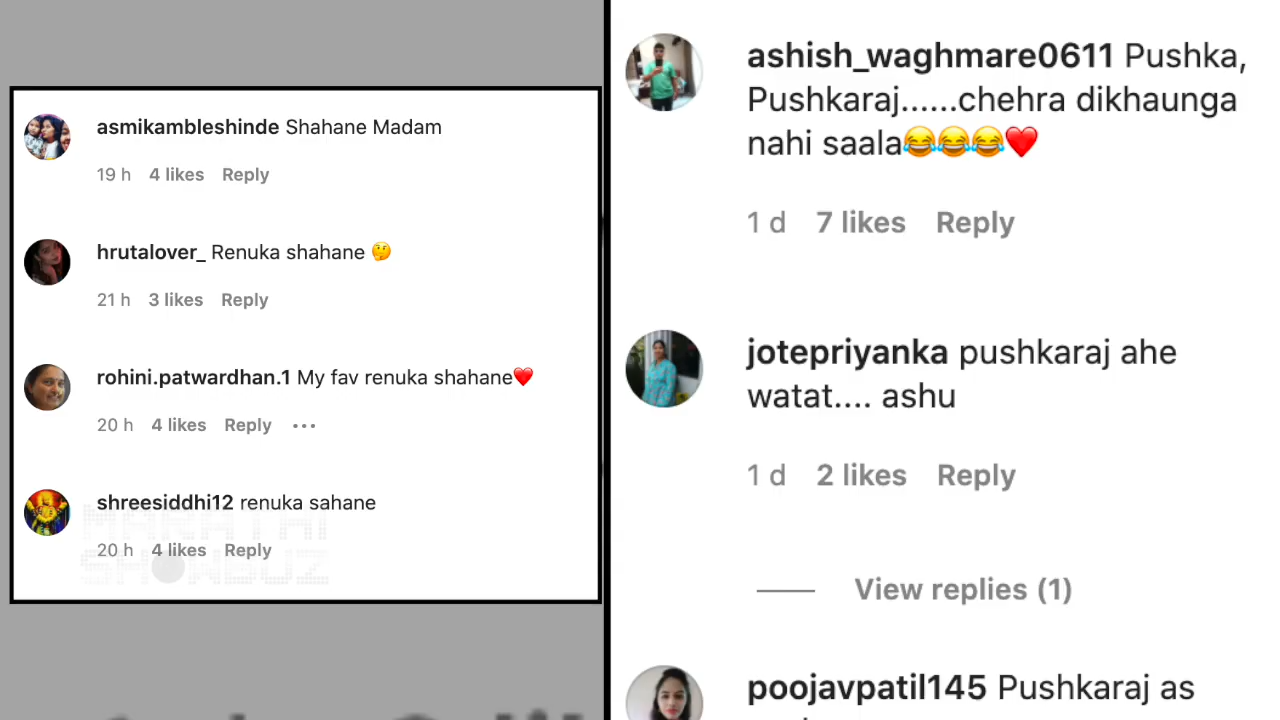 asmikambleshinde Shahane Madam
19 h 4 likes Reply
hrutalover_ Renuka shahane 🤔
21 h 3 likes Reply
rohini.patwardhan.1 My fav renuka shahane❤️
20 h 4 likes Reply ...
shreesiddhi12 renuka sahane
20 h 4 likes Reply
MARATHI
SHOWBUZ
ashish_waghmare0611 Pushka,
Pushkaraj......chehra dikhaunga
nahi saala😂😂😂❤️
1 d 7 likes Reply
jotepriyanka pushkaraj ahe
watat.... ashu
1 d 2 likes Reply
View replies (1)
poojavpatil145 Pushkaraj as